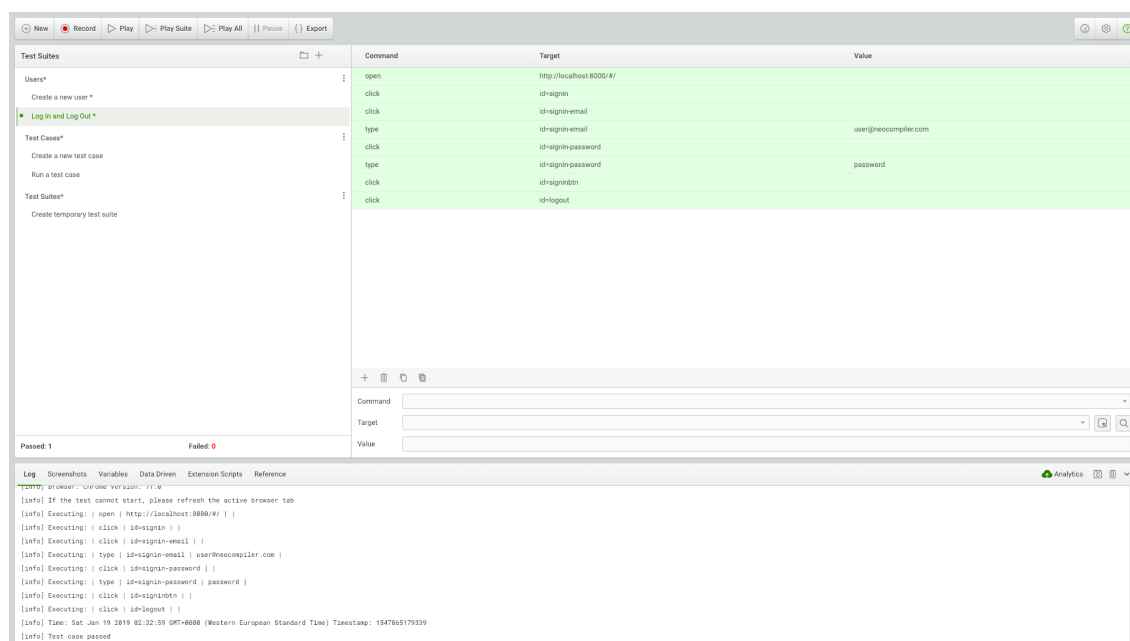 New Record Play Play Suite Play All Pause Export
Test Suites
Users*
Create a new user *
Log In and Log Out *
Test Cases*
Create a new test case
Run a test case
Test Suites*
Create temporary test suite
Passed: 1 Failed: 0
Command Target Value
open http://localhost:8000/#/
click id=signin
click id=signin-email
type id=signin-email user@neocompiler.com
click id=signin-password
type id=signin-password password
click id=signinbtn
click id=logout
Command
Target
Value
Log Screenshots Variables Data Driven Extension Scripts Reference Analytics
[info] Browser: Chrome Version: 71.0
[info] If the test cannot start, please refresh the active browser tab
[info] Executing: | open | http://localhost:8000/#/ | |
[info] Executing: | click | id=signin | |
[info] Executing: | click | id=signin-email | |
[info] Executing: | type | id=signin-email | user@neocompiler.com |
[info] Executing: | click | id=signin-password | |
[info] Executing: | type | id=signin-password | password |
[info] Executing: | click | id=signinbtn | |
[info] Executing: | click | id=logout | |
[info] Time: Sat Jan 19 2019 02:32:59 GMT+0000 (Western European Standard Time) Timestamp: 1547865179339
[info] Test case passed